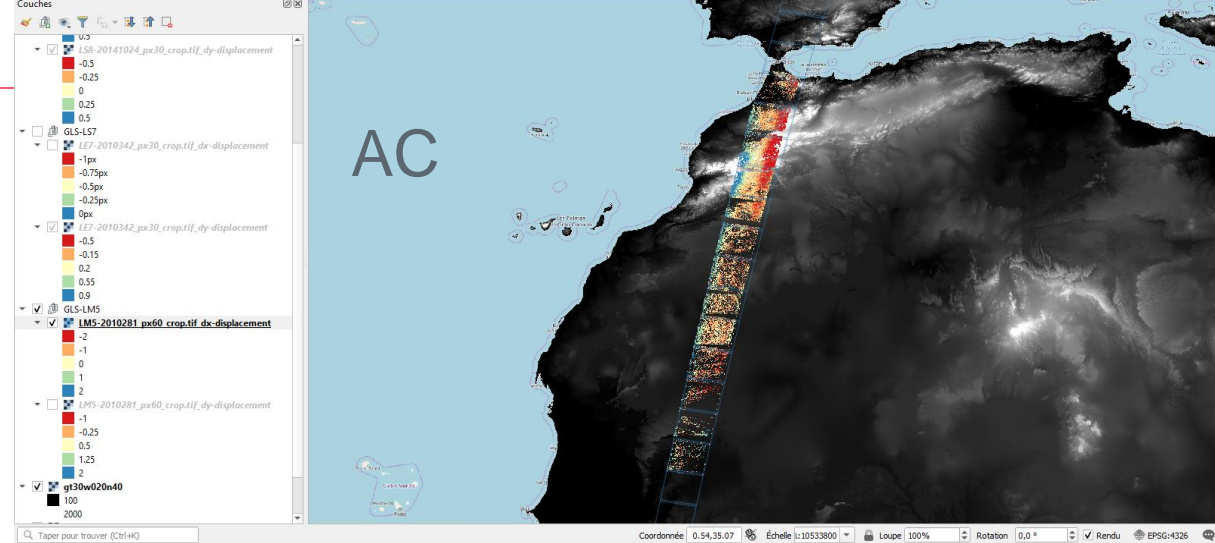 Couches
0.5
LS8-20141024_px30_crop.tif_dy-displacement
-0.5
-0.25
0
0.25
0.5
GLS-LS7
LE7-2010342_px30_crop.tif_dx-displacement
-1px
-0.75px
-0.5px
-0.25px
0px
LE7-2010342_px30_crop.tif_dy-displacement
-0.5
-0.15
0.2
0.55
0.9
GLS-LM5
LM5-2010281_px60_crop.tif_dx-displacement
-2
-1
0
1
2
LM5-2010281_px60_crop.tif_dy-displacement
-1
-0.25
0.5
1.25
2
gt30w020n40
100
2000
AC
Taper pour trouver (Ctrl+K)
Coordonnée 0.54,35.07 Échelle 1:10533800 Loupe 100% Rotation 0,0 ° Rendu EPSG:4326